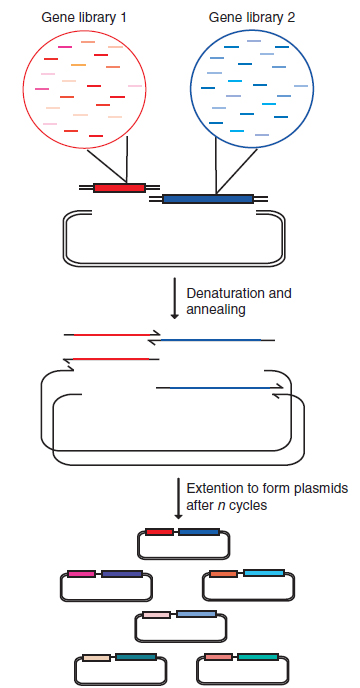 Gene library 1
Gene library 2
Denaturation and
annealing
Extention to form plasmids
after n cycles